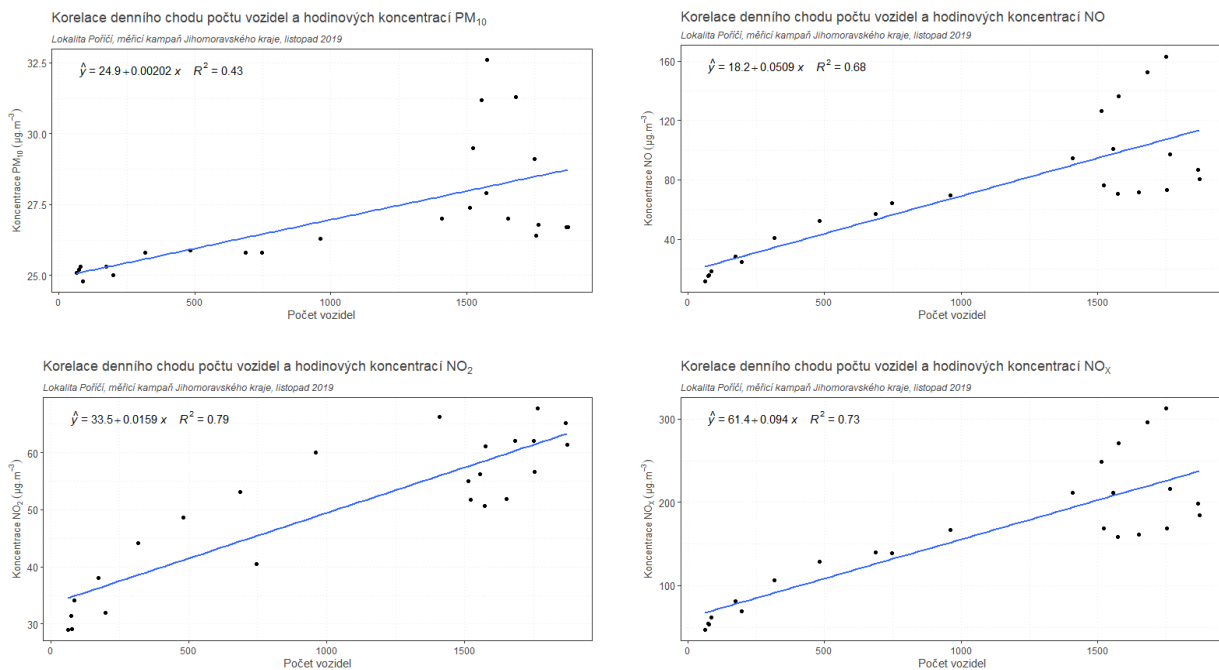 Korelace denního chodu počtu vozidel a hodinových koncentrací PM₁₀
Lokalita Poříčí, měřicí kampaň Jihomoravského kraje, listopad 2019
ŷ = 24.9 + 0.00202 x R² = 0.43
32.5
30.0
27.5
25.0
Koncentrace PM₁₀ (µg.m⁻³)
0 500 1000 1500
Počet vozidel
Korelace denního chodu počtu vozidel a hodinových koncentrací NO
Lokalita Poříčí, měřicí kampaň Jihomoravského kraje, listopad 2019
ŷ = 18.2 + 0.0509 x R² = 0.68
160
120
80
40
Koncentrace NO (µg.m⁻³)
0 500 1000 1500
Počet vozidel
Korelace denního chodu počtu vozidel a hodinových koncentrací NO₂
Lokalita Poříčí, měřicí kampaň Jihomoravského kraje, listopad 2019
ŷ = 33.5 + 0.0159 x R² = 0.79
60
50
40
30
Koncentrace NO₂ (µg.m⁻³)
0 500 1000 1500
Počet vozidel
Korelace denního chodu počtu vozidel a hodinových koncentrací NOₓ
Lokalita Poříčí, měřicí kampaň Jihomoravského kraje, listopad 2019
ŷ = 61.4 + 0.094 x R² = 0.73
300
200
100
Koncentrace NOₓ (µg.m⁻³)
0 500 1000 1500
Počet vozidel